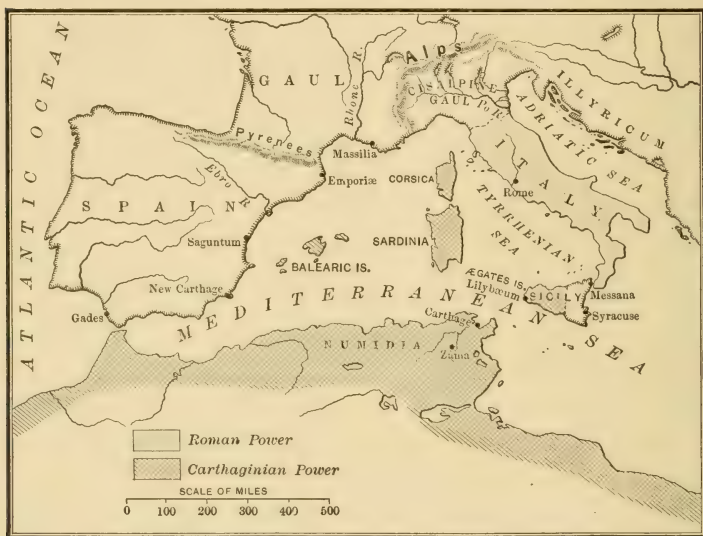 ATLANTIC OCEAN
GAUL
Rhone R.
Alps
CISALPINE
GAUL
Po R.
ILLYRICUM
ADRIATIC SEA
Pyrenees
Massilia
Emporiæ
CORSICA
ITALY
Rome
Ebro R.
SPAIN
TYRRHENIAN
SEA
Saguntum
SARDINIA
BALEARIC IS.
ÆGATES IS.
Lilybœum
SICILY
Messana
New Carthage
Syracuse
Gades
MEDITERRANEAN SEA
Carthage
NUMIDIA
Zama
Roman Power
Carthaginian Power
SCALE OF MILES
0 100 200 300 400 500